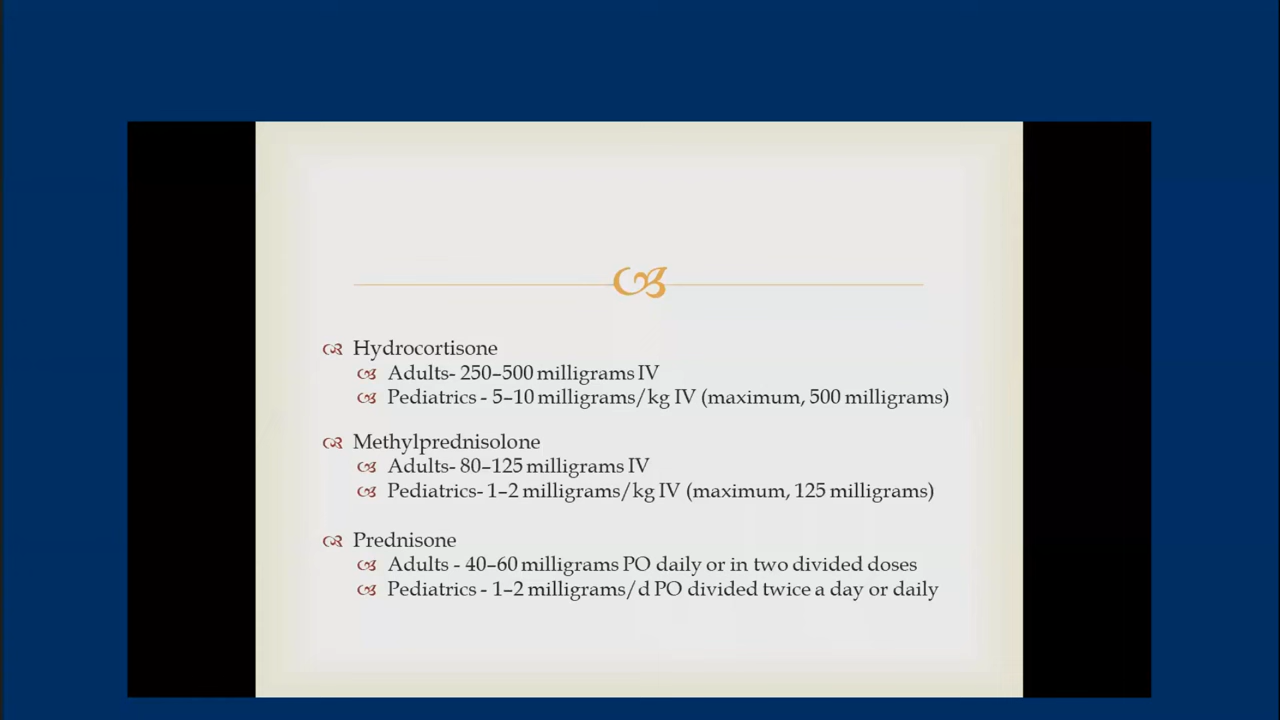 Hydrocortisone
Adults- 250–500 milligrams IV
Pediatrics - 5–10 milligrams/kg IV (maximum, 500 milligrams)
Methylprednisolone
Adults- 80–125 milligrams IV
Pediatrics- 1–2 milligrams/kg IV (maximum, 125 milligrams)
Prednisone
Adults - 40–60 milligrams PO daily or in two divided doses
Pediatrics - 1–2 milligrams/d PO divided twice a day or daily